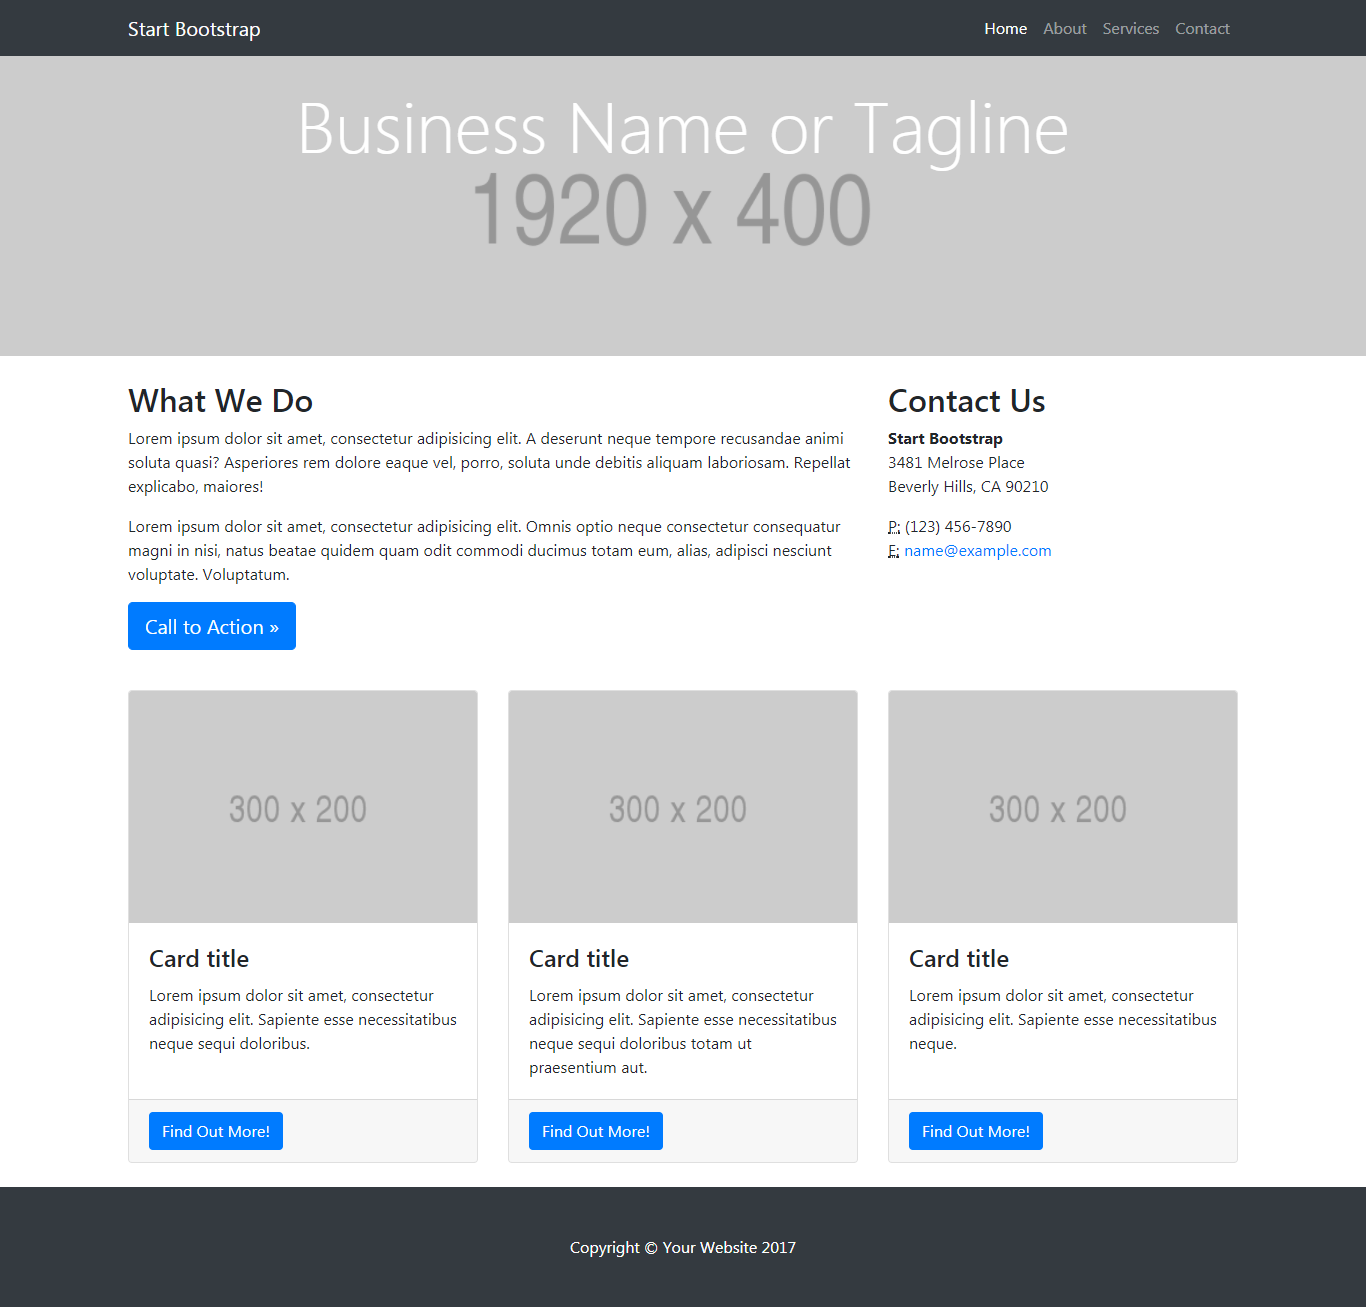 Start Bootstrap
Home About Services Contact
Business Name or Tagline
1920 x 400
What We Do
Lorem ipsum dolor sit amet, consectetur adipisicing elit. A deserunt neque tempore recusandae animi
soluta quasi? Asperiores rem dolore eaque vel, porro, soluta unde debitis aliquam laboriosam. Repellat
explicabo, maiores!
Lorem ipsum dolor sit amet, consectetur adipisicing elit. Omnis optio neque consectetur consequatur
magni in nisi, natus beatae quidem quam odit commodi ducimus totam eum, alias, adipisci nesciunt
voluptate. Voluptatum.
Call to Action »
Contact Us
Start Bootstrap
3481 Melrose Place
Beverly Hills, CA 90210
P: (123) 456-7890
E: name@example.com
300 x 200
Card title
Lorem ipsum dolor sit amet, consectetur
adipisicing elit. Sapiente esse necessitatibus
neque sequi doloribus.
Find Out More!
300 x 200
Card title
Lorem ipsum dolor sit amet, consectetur
adipisicing elit. Sapiente esse necessitatibus
neque sequi doloribus totam ut
praesentium aut.
Find Out More!
300 x 200
Card title
Lorem ipsum dolor sit amet, consectetur
adipisicing elit. Sapiente esse necessitatibus
neque.
Find Out More!
Copyright © Your Website 2017